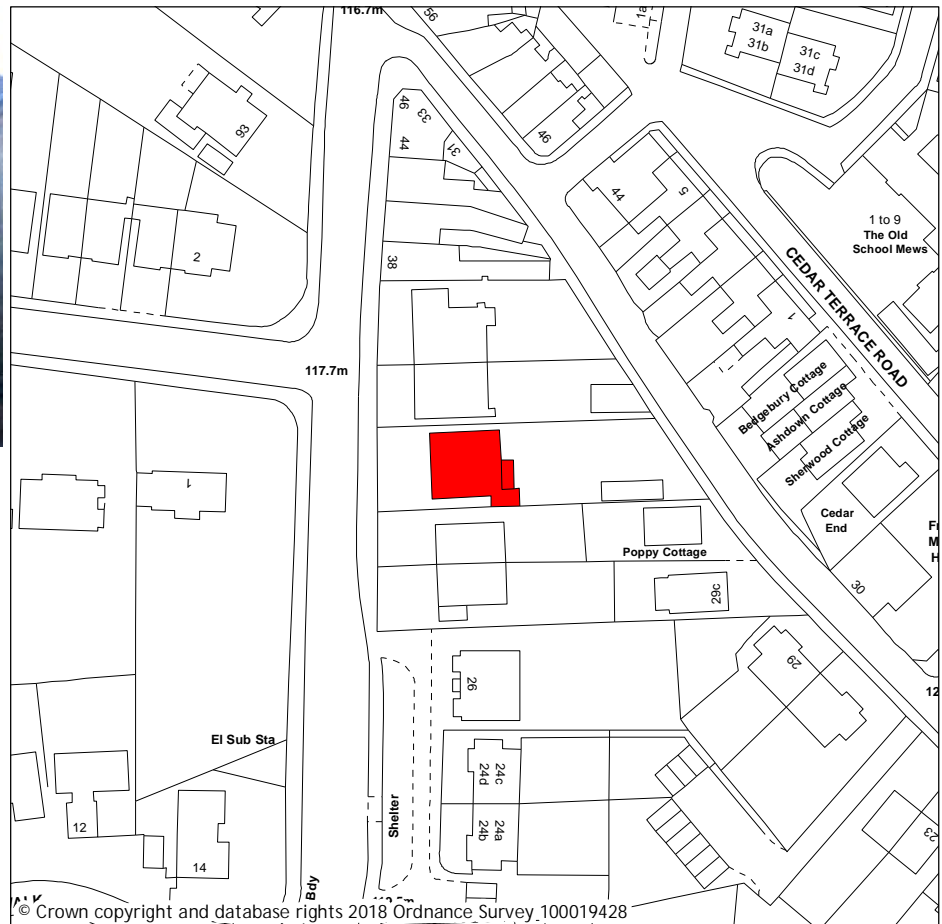 116.7m
56
1a
31a
31b
31c
31d
93
46
33
44
31
46
44
5
2
38
1 to 9
The Old
School Mews
CEDAR TERRACE ROAD
117.7m
1
Bedgebury Cottage
Ashdown Cottage
Sherwood Cottage
1
Cedar
End
Poppy Cottage
29c
30
29
26
El Sub Sta
24d
24c
24b
24a
Shelter
12
14
23
Bdy
© Crown copyright and database rights 2018 Ordnance Survey 100019428